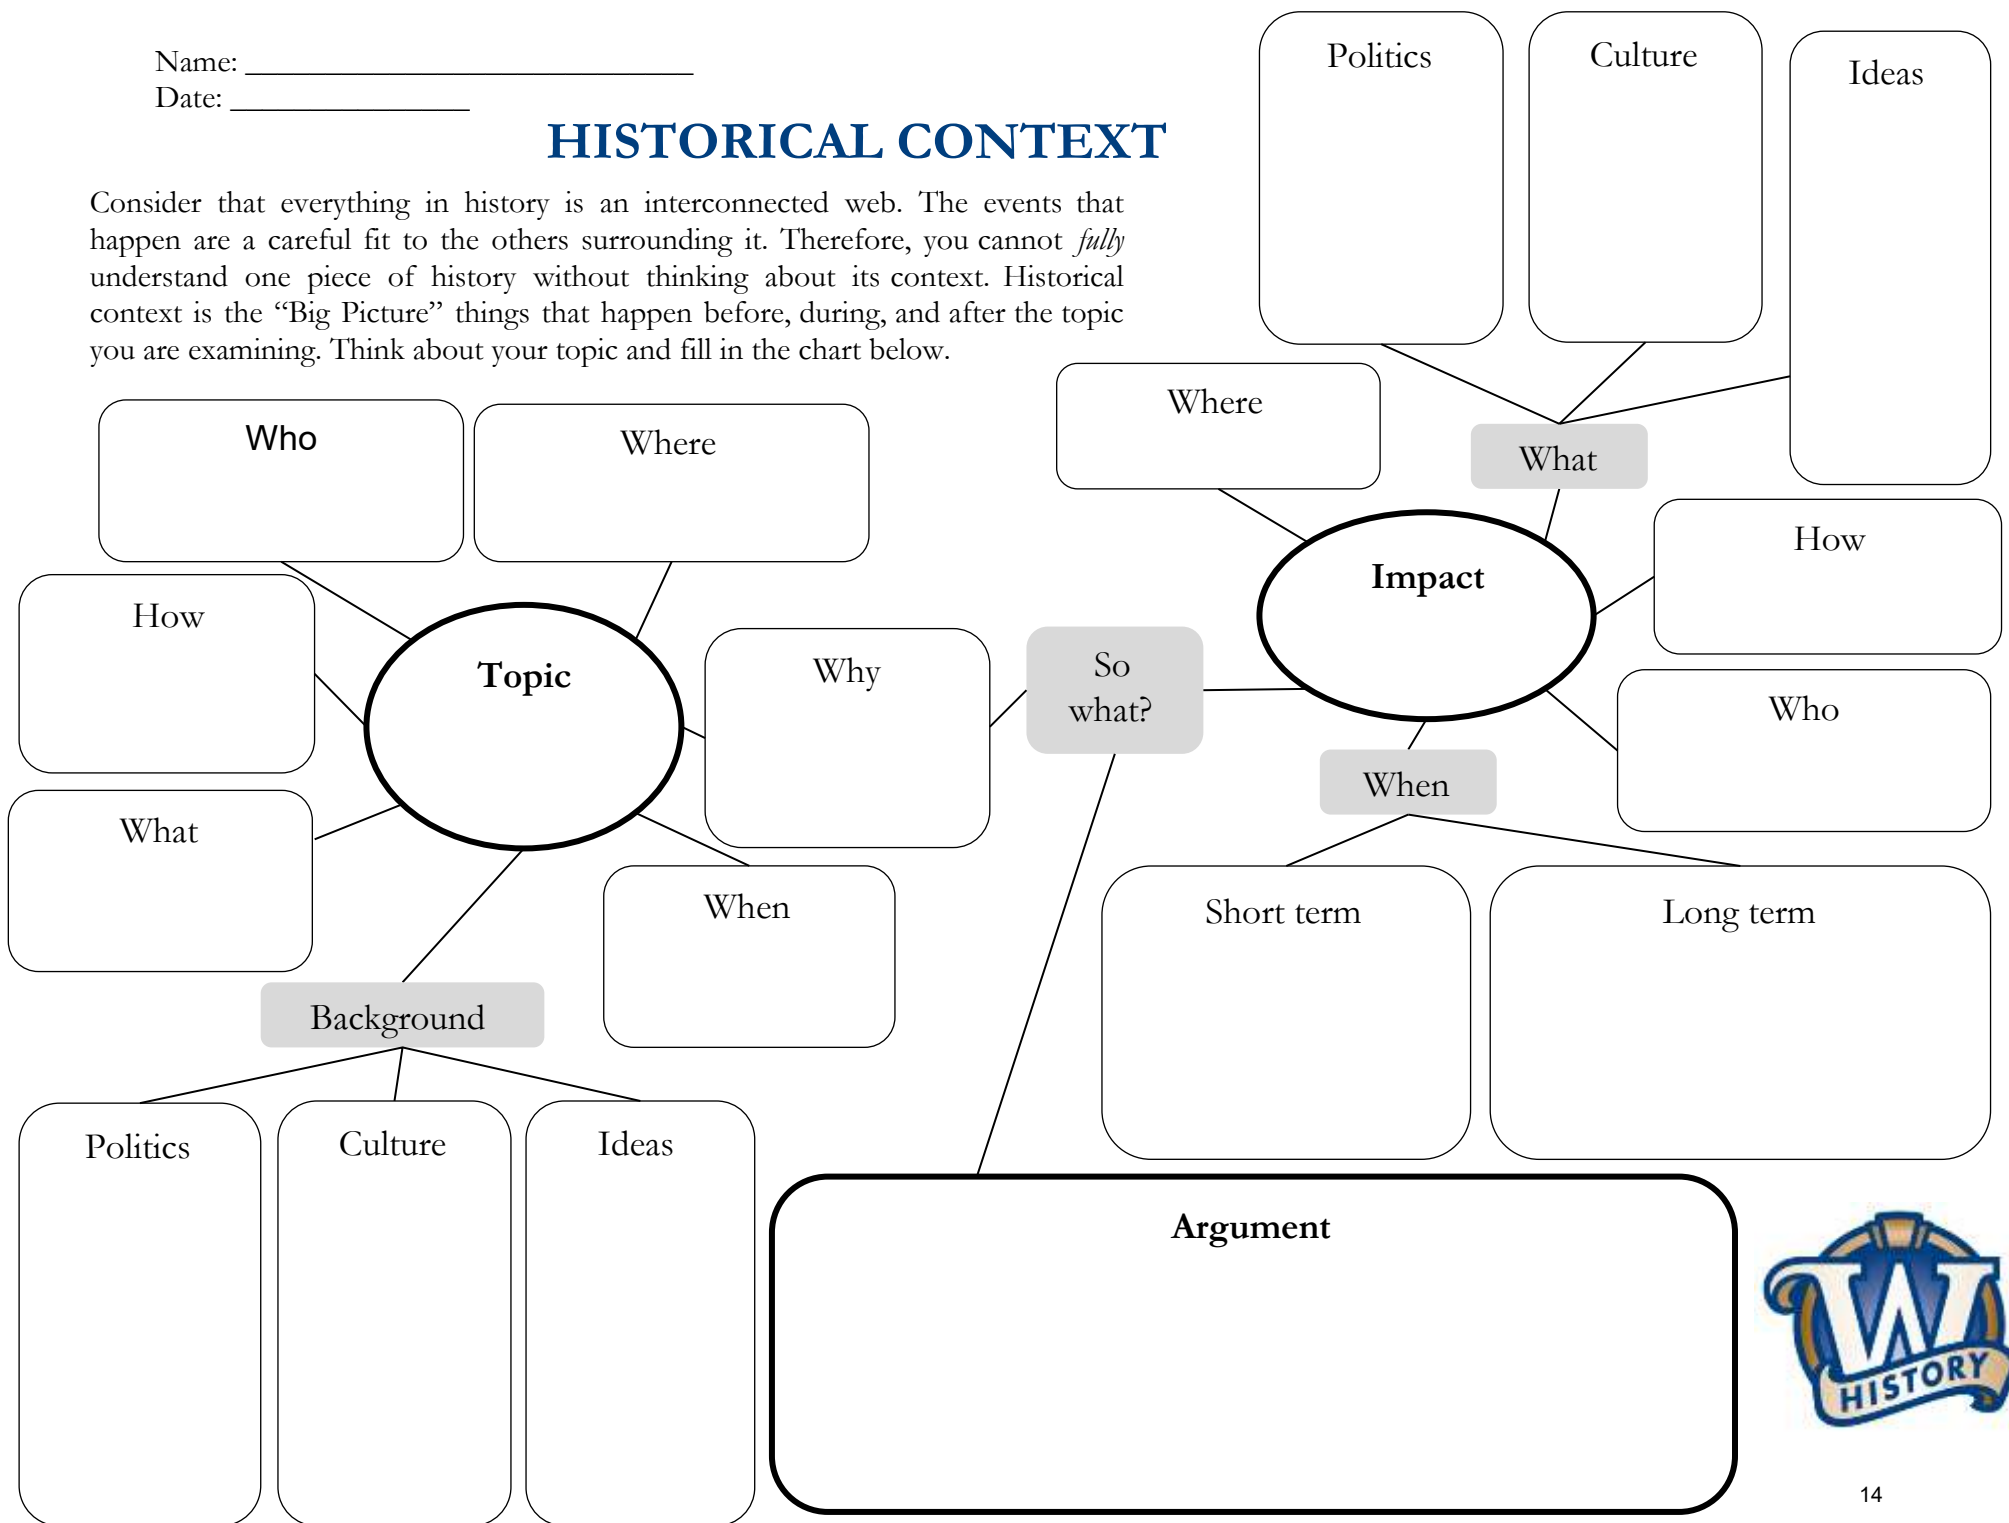 Name: ____________________________
Date: _______________
HISTORICAL CONTEXT
Consider that everything in history is an interconnected web. The events that
happen are a careful fit to the others surrounding it. Therefore, you cannot fully
understand one piece of history without thinking about its context. Historical
context is the “Big Picture” things that happen before, during, and after the topic
you are examining. Think about your topic and fill in the chart below.
Who
Where
How
Topic
Why
What
When
Background
Politics
Culture
Ideas
So
what?
Politics
Culture
Ideas
Where
What
Impact
How
Who
When
Short term
Long term
Argument
W
HISTORY
14